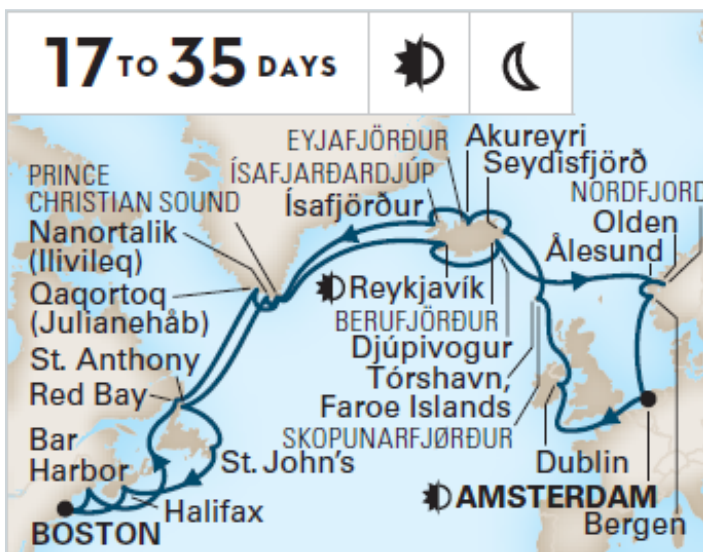 17 TO 35 DAYS
EYJAFJÖRÐUR
Akureyri
ÍSAFJARÐARDJÚP
Seydisfjörð
PRINCE
CHRISTIAN SOUND
Ísafjörður
NORDFJORD
Nanortalik
(Ilivileq)
Olden
Ålesund
Qaqortoq
(Julianehåb)
Reykjavík
BERUFJÖRÐUR
Djúpivogur
St. Anthony
Red Bay
Tórshavn,
Faroe Islands
SKOPUNARFJØRÐUR
Bar
Harbor
St. John's
Dublin
Halifax
AMSTERDAM
BOSTON
Bergen